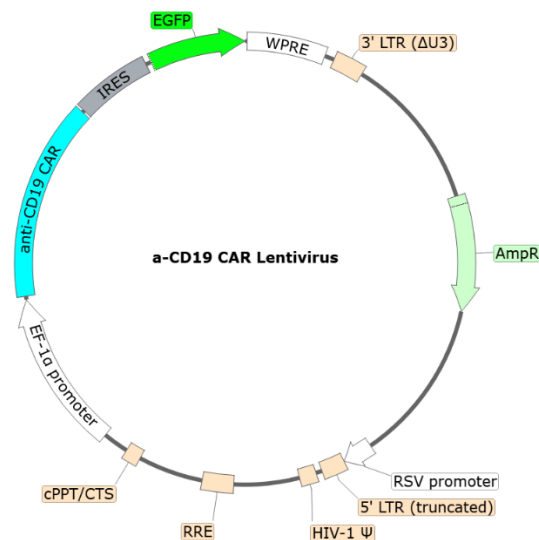 EGFP
WPRE
3' LTR (ΔU3)
IRES
anti-CD19 CAR
a-CD19 CAR Lentivirus
AmpR
EF-1α promoter
RSV promoter
cPPT/CTS
5' LTR (truncated)
RRE
HIV-1 Ψ